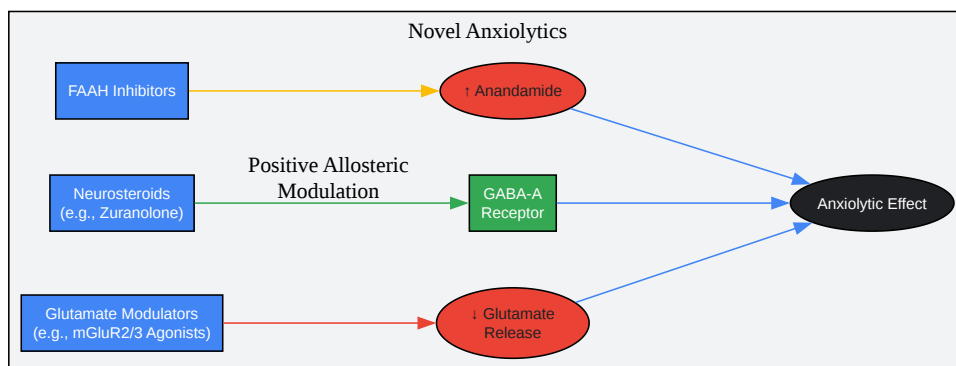 Novel Anxiolytics
FAAH Inhibitors
↑ Anandamide
Positive Allosteric
Modulation
Neurosteroids
(e.g., Zuranolone)
GABA-A
Receptor
Anxiolytic Effect
Glutamate Modulators
(e.g., mGluR2/3 Agonists)
↓ Glutamate
Release